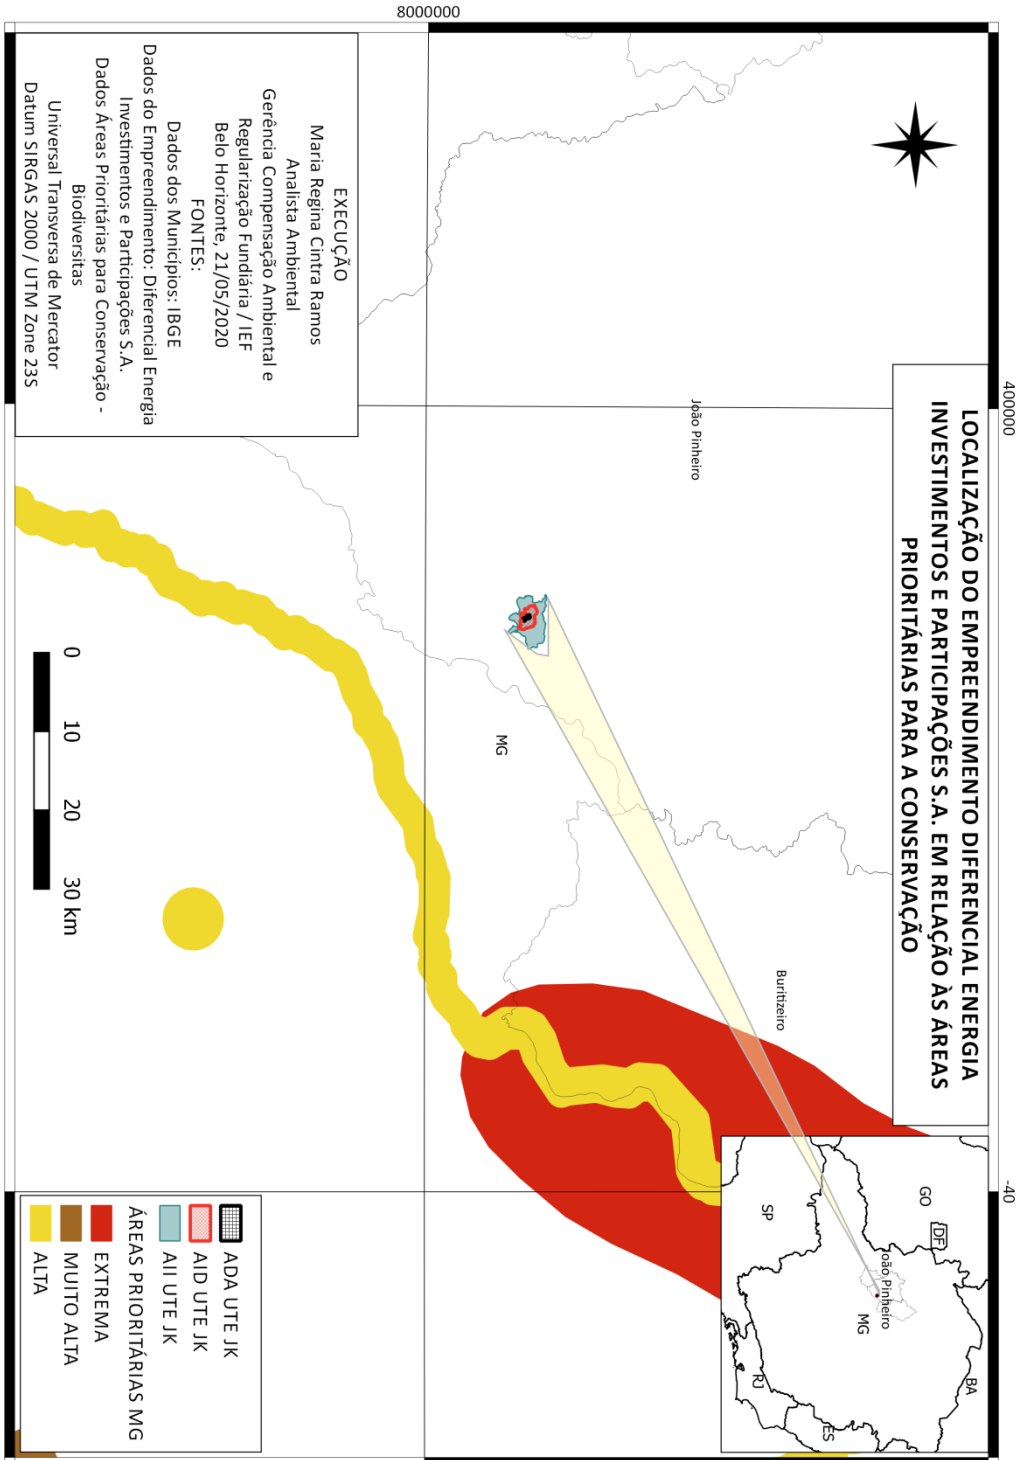 LOCALIZAÇÃO DO EMPREENDIMENTO DIFERENCIAL ENERGIA
INVESTIMENTOS E PARTICIPAÇÕES S.A. EM RELAÇÃO ÀS ÁREAS
PRIORITÁRIAS PARA A CONSERVAÇÃO
400000
-40
8000000
João Pinheiro
Buritizeiro
MG
GO
DF
BA
João Pinheiro
MG
SP
ES
RJ
EXECUÇÃO
Maria Regina Cintra Ramos
Analista Ambiental
Gerência Compensação Ambiental e
Regularização Fundiária / IEF
Belo Horizonte, 21/05/2020
FONTES:
Dados dos Municípios: IBGE
Dados do Empreendimento: Diferencial Energia
Investimentos e Participações S.A.
Dados Áreas Prioritárias para Conservação -
Biodiversitas
Universal Transversa de Mercator
Datum SIRGAS 2000 / UTM Zone 23S
0 10 20 30 km
ADA UTE JK
AID UTE JK
AII UTE JK
ÁREAS PRIORITÁRIAS MG
EXTREMA
MUITO ALTA
ALTA